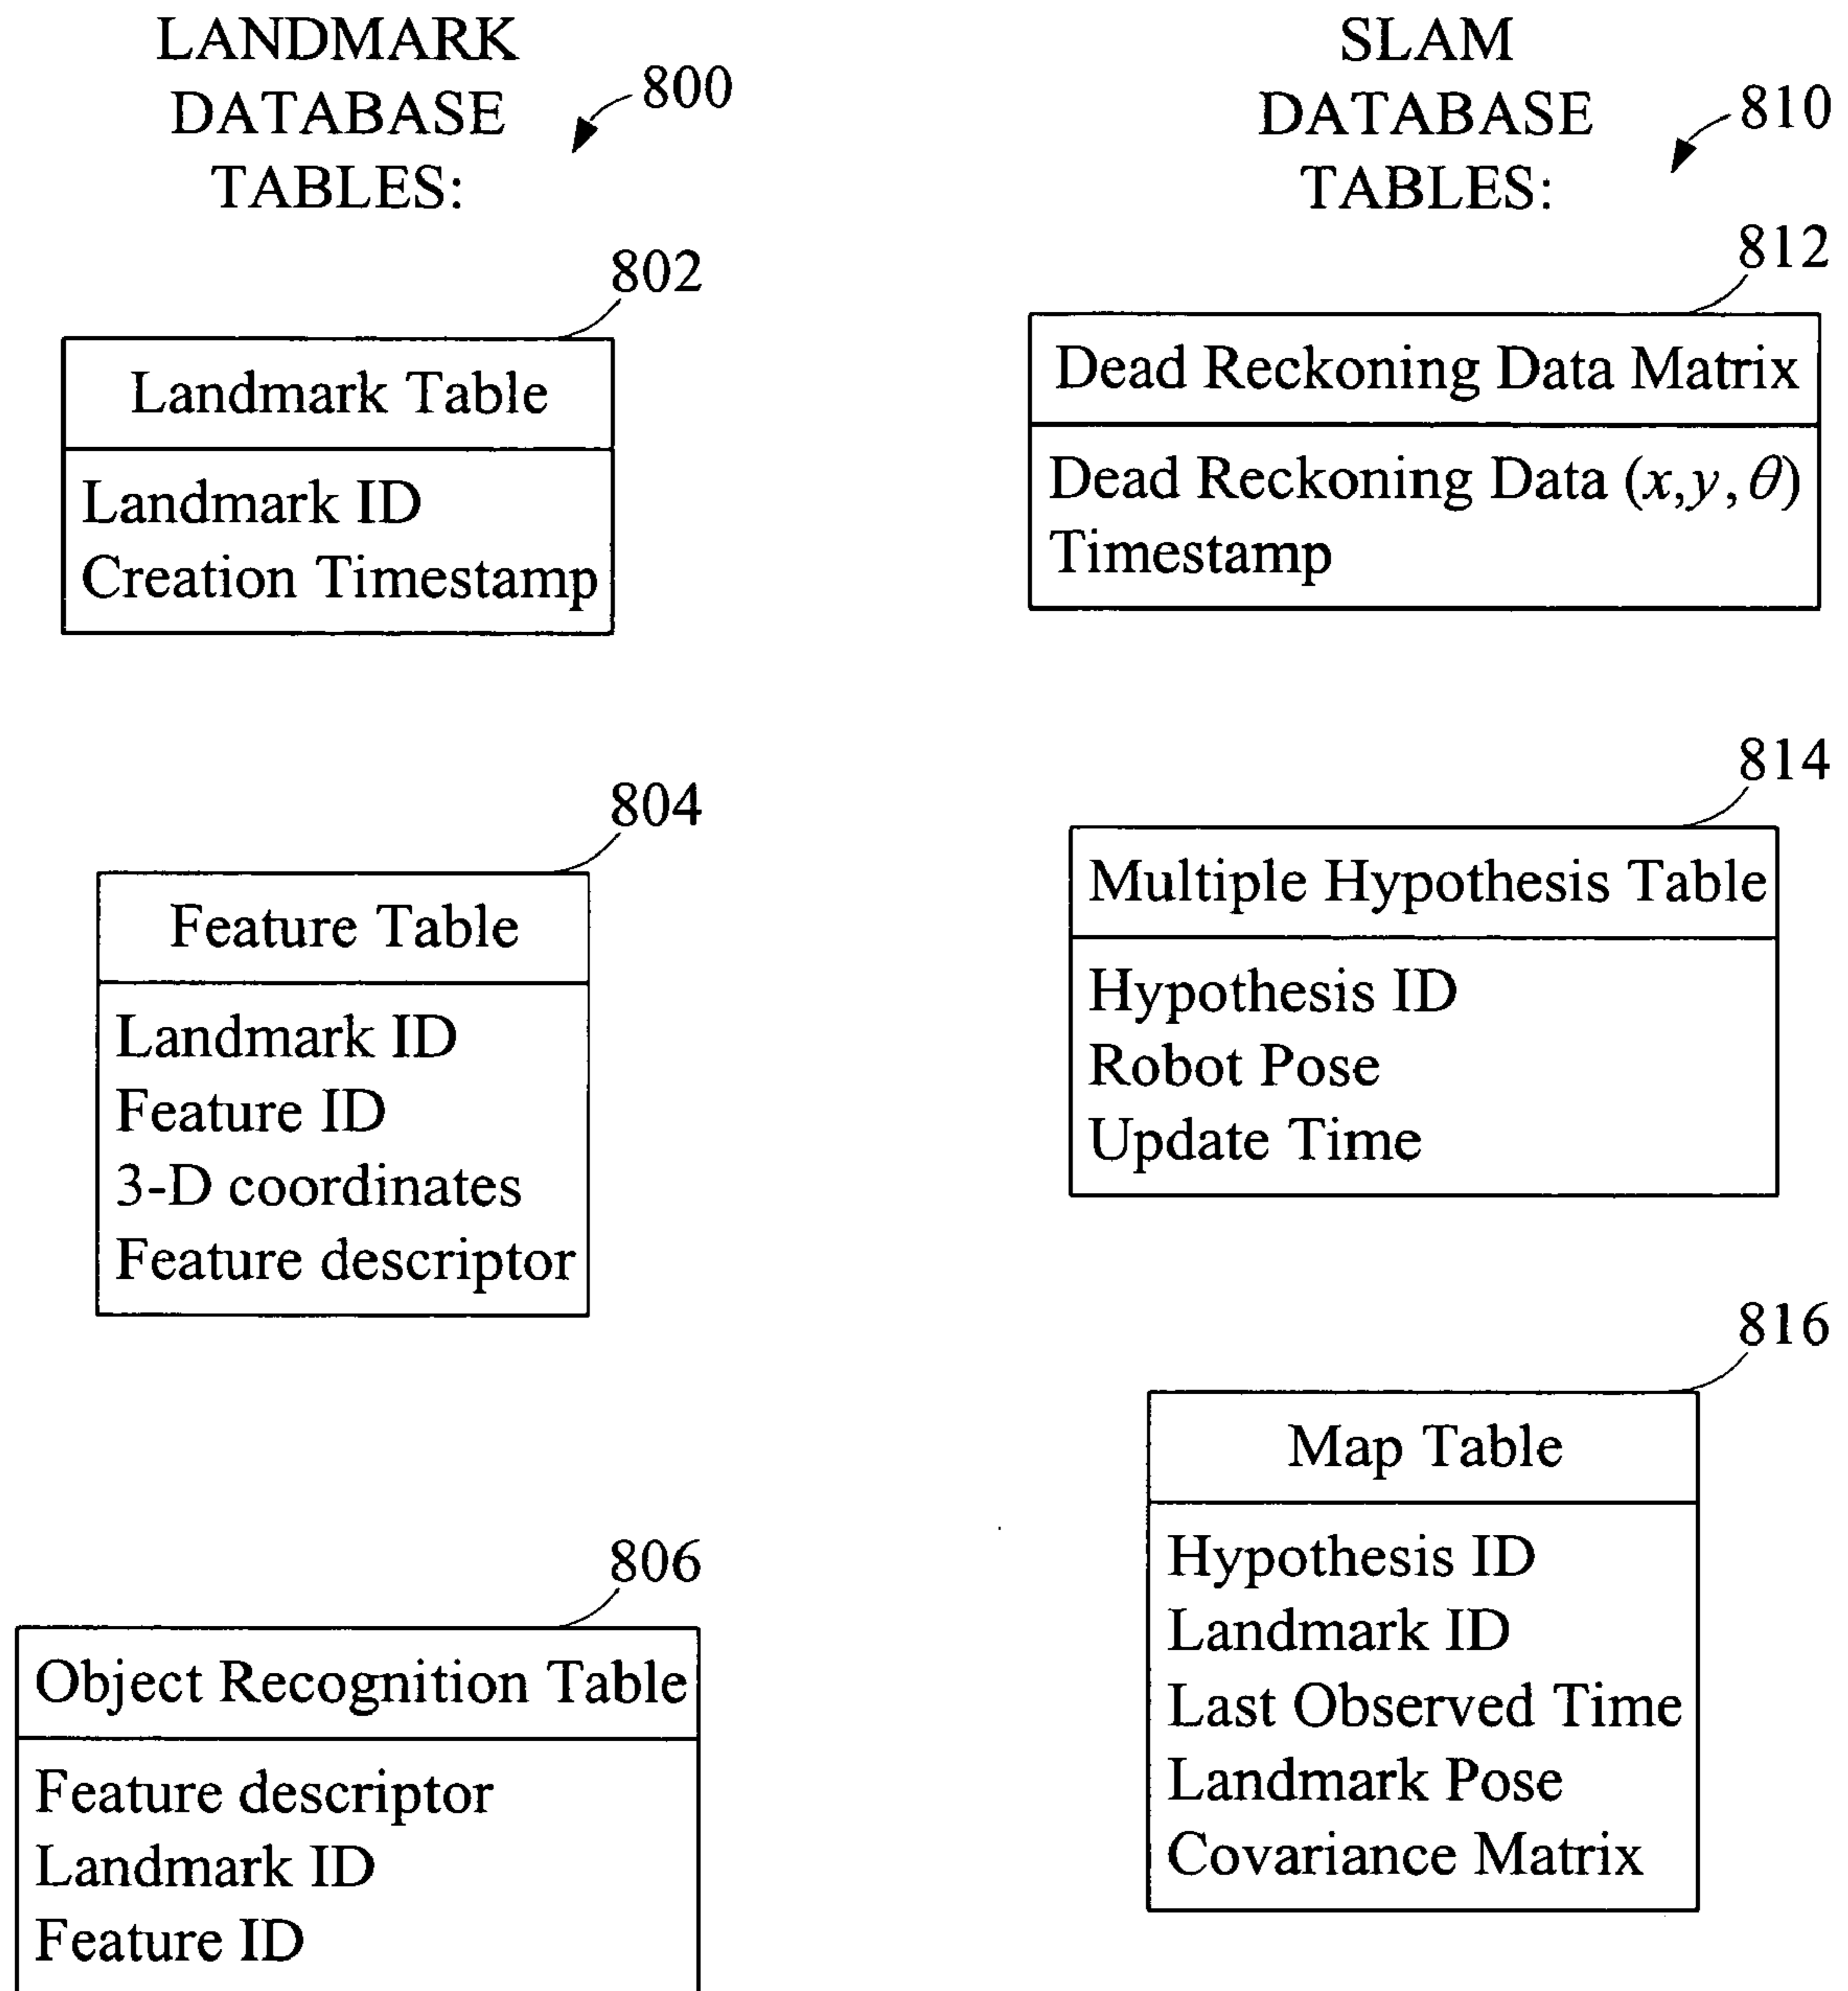 LANDMARK
DATABASE
TABLES:
800
802
Landmark Table
Landmark ID
Creation Timestamp
804
Feature Table
Landmark ID
Feature ID
3-D coordinates
Feature descriptor
806
Object Recognition Table
Feature descriptor
Landmark ID
Feature ID
SLAM
DATABASE
TABLES:
810
812
Dead Reckoning Data Matrix
Dead Reckoning Data (x,y,θ)
Timestamp
814
Multiple Hypothesis Table
Hypothesis ID
Robot Pose
Update Time
816
Map Table
Hypothesis ID
Landmark ID
Last Observed Time
Landmark Pose
Covariance Matrix